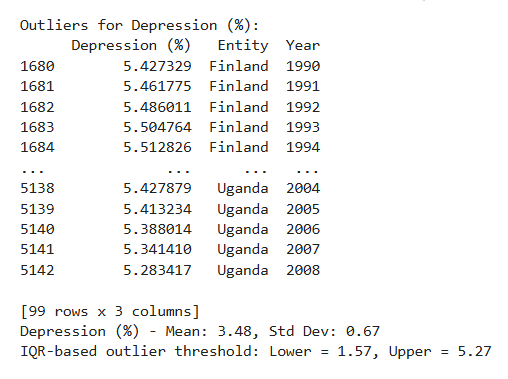 Outliers for Depression (%):
Depression (%) Entity Year
1680 5.427329 Finland 1990
1681 5.461775 Finland 1991
1682 5.486011 Finland 1992
1683 5.504764 Finland 1993
1684 5.512826 Finland 1994
... ... ... ...
5138 5.427879 Uganda 2004
5139 5.413234 Uganda 2005
5140 5.388014 Uganda 2006
5141 5.341410 Uganda 2007
5142 5.283417 Uganda 2008
[99 rows x 3 columns]
Depression (%) - Mean: 3.48, Std Dev: 0.67
IQR-based outlier threshold: Lower = 1.57, Upper = 5.27